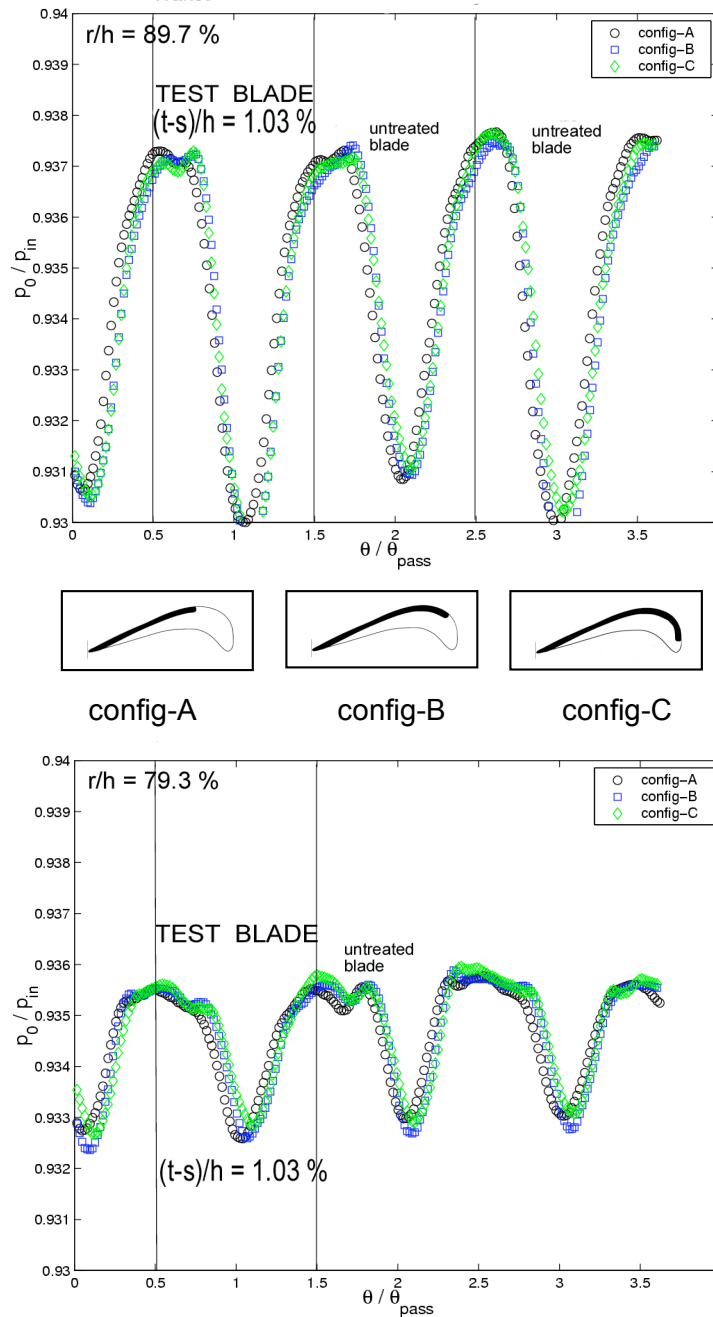 0.94
r/h = 89.7 %
config-A
config-B
config-C
0.939
0.938
TEST BLADE
(t-s)/h = 1.03 %
untreated
blade
untreated
blade
0.937
0.936
0.935
p0 / pin
0.934
0.933
0.932
0.931
0.93
0 0.5 1 1.5 2 2.5 3 3.5
θ / θpass
config-A config-B config-C
0.94
r/h = 79.3 %
config-A
config-B
config-C
0.939
0.938
0.937
TEST BLADE
untreated
blade
0.936
0.935
p0 / pin
0.934
0.933
0.932
(t-s)/h = 1.03 %
0.931
0.93
0 0.5 1 1.5 2 2.5 3 3.5
θ / θpass